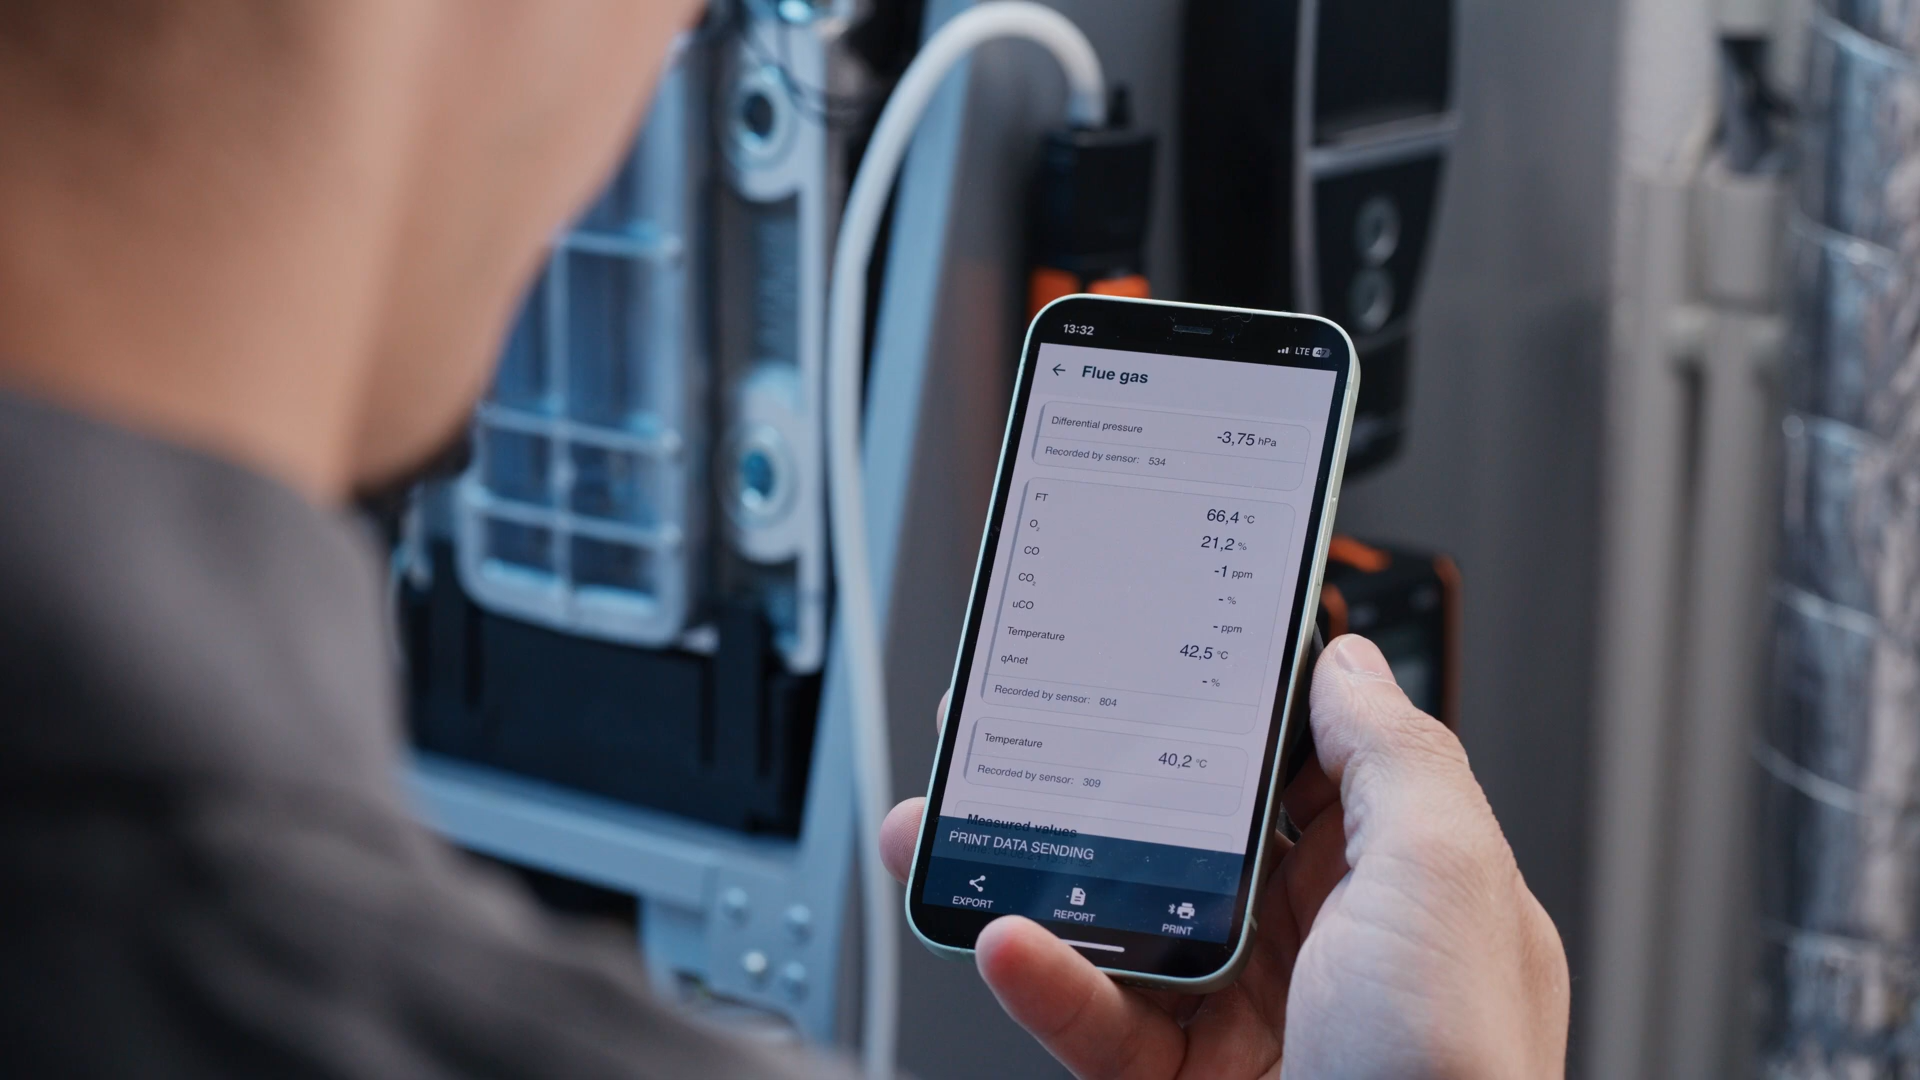 13:32
LTE 47
← Flue gas
Differential pressure -3,75 hPa
Recorded by sensor: 534
FT 66,4 °C
O₂ 21,2 %
CO -1 ppm
CO₂ - %
uCO - ppm
Temperature 42,5 °C
qAnet - %
Recorded by sensor: 804
Temperature 40,2 °C
Recorded by sensor: 309
Measured values
PRINT DATA SENDING
EXPORT REPORT PRINT